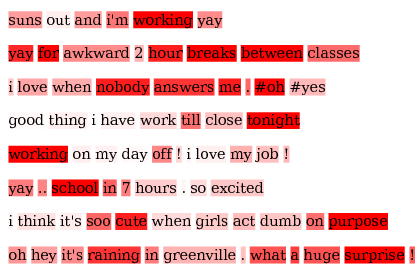 suns out and i'm working yay
yay for awkward 2 hour breaks between classes
i love when nobody answers me . #oh #yes
good thing i have work till close tonight
working on my day off ! i love my job !
yay .. school in 7 hours . so excited
i think it's soo cute when girls act dumb on purpose
oh hey it's raining in greenville . what a huge surprise !